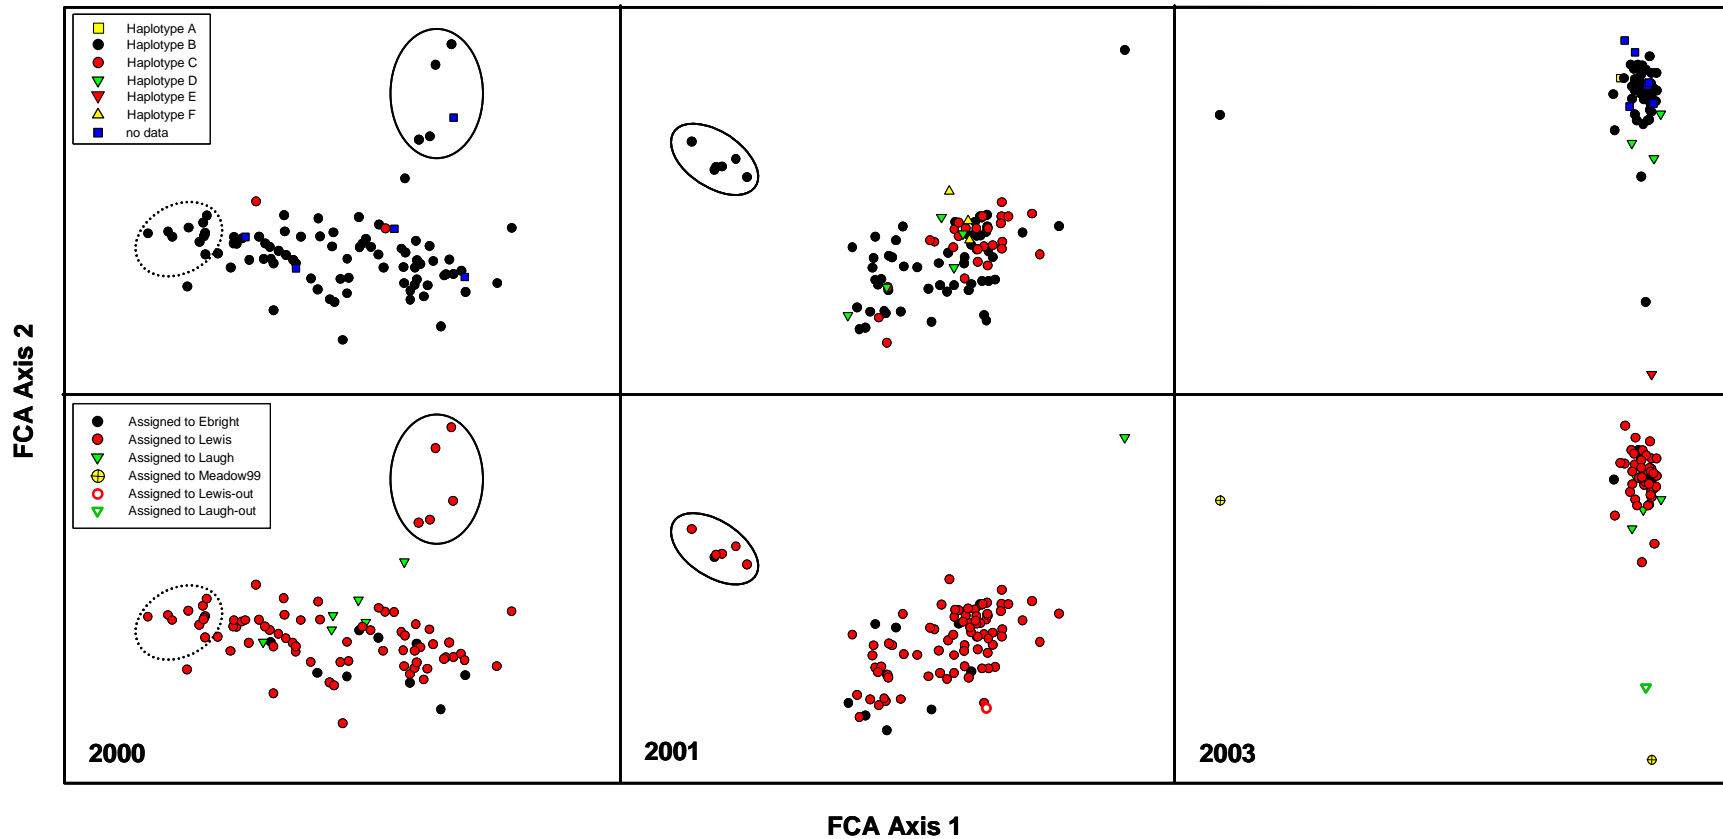 Haplotype A
Haplotype B
Haplotype C
Haplotype D
Haplotype E
Haplotype F
no data
FCA Axis 2
Assigned to Ebright
Assigned to Lewis
Assigned to Laugh
Assigned to Meadow99
Assigned to Lewis-out
Assigned to Laugh-out
2000
2001
2003
FCA Axis 1